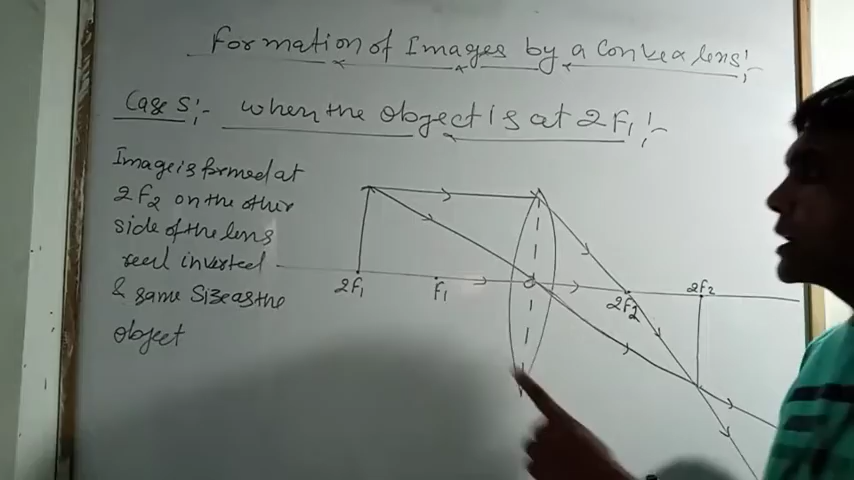 Formation of Images by a Convex lens:-
Case 5:- When the Object is at 2F1:-
Image is formed at
2F2 on the other
side of the lens
real inverted
& same size as the
object
2F1
F1
O
2F2
2F2